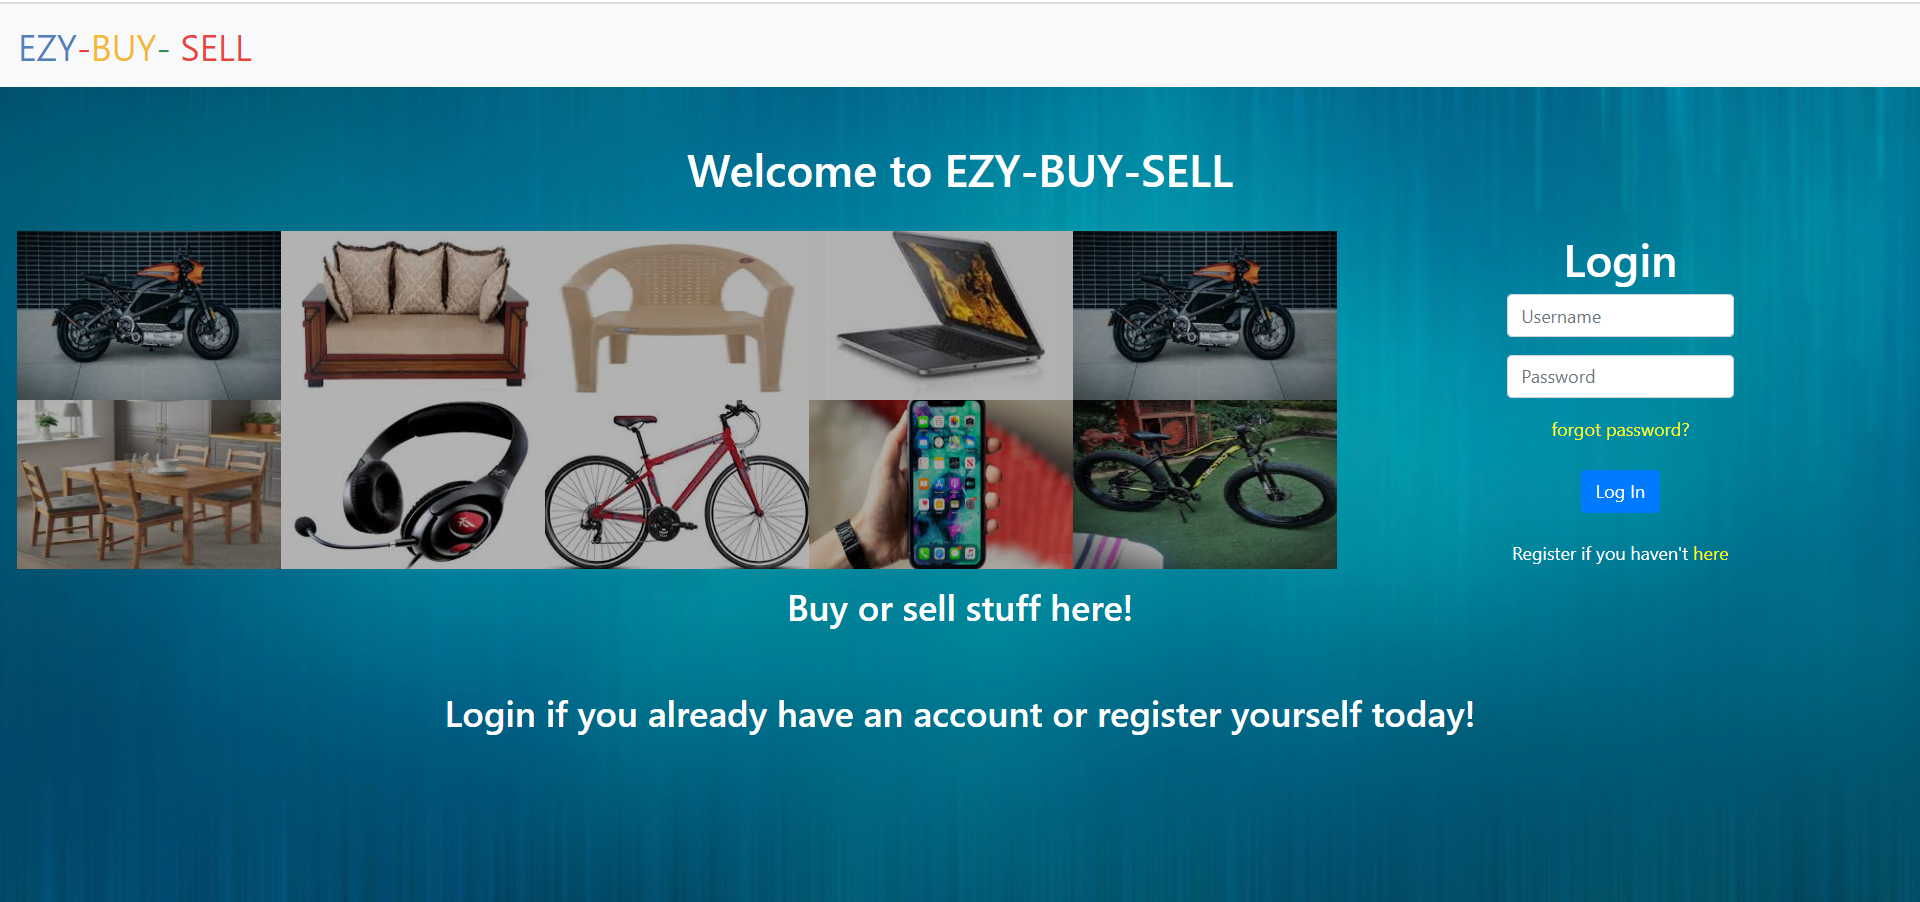 EZY-BUY- SELL
Welcome to EZY-BUY-SELL
Login
Username
Password
forgot password?
Log In
Register if you haven't here
Buy or sell stuff here!
Login if you already have an account or register yourself today!